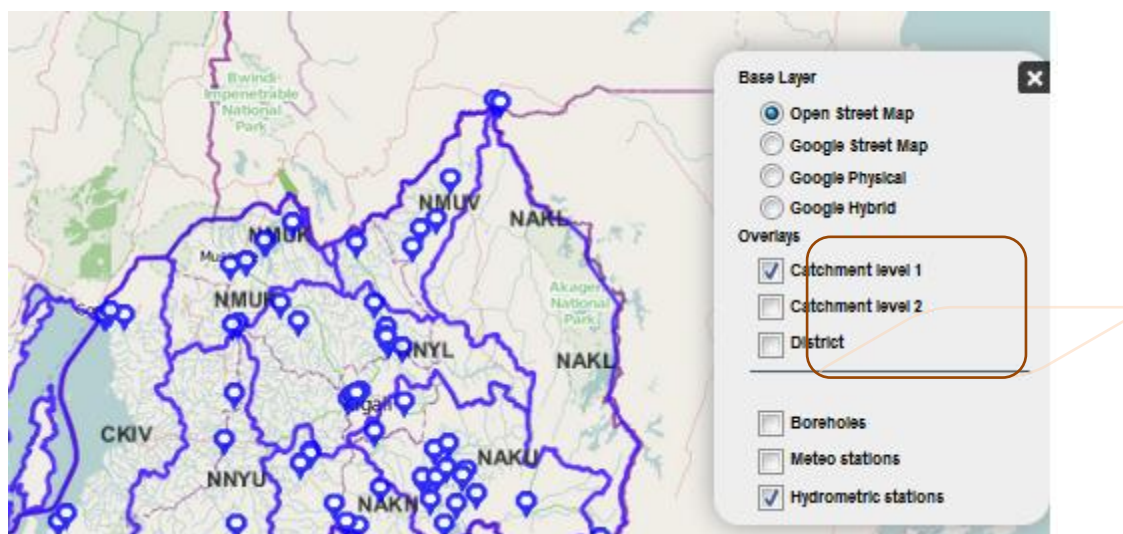 Bwindi-
Impenetrable
National
Park
NMUV
NAKL
NMUK
NMUK
Akagera
National
Park
NNYL
NAKL
Kigali
CKIV
NNYU
NAKU
NAKN
Base Layer
Open Street Map
Google Street Map
Google Physical
Google Hybrid
Overlays
Catchment level 1
Catchment level 2
District
Boreholes
Meteo stations
Hydrometric stations